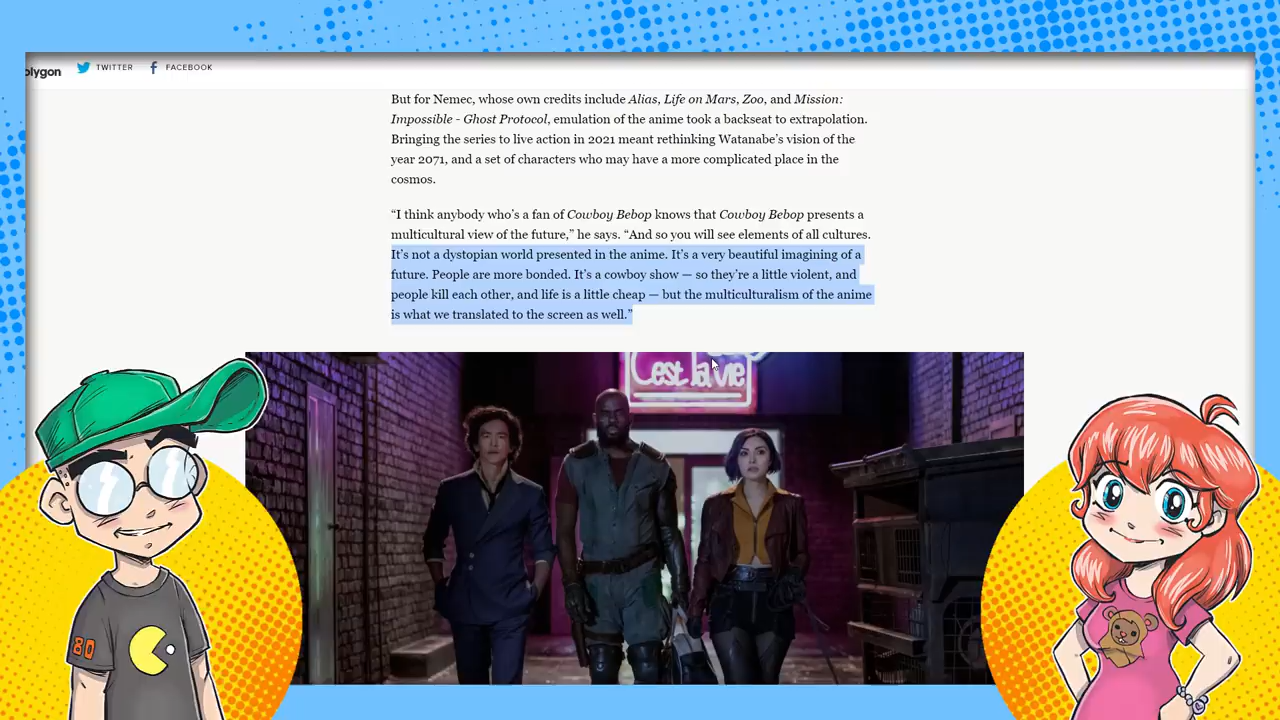 olygon
TWITTER
FACEBOOK
But for Nemec, whose own credits include Alias, Life on Mars, Zoo, and Mission:
Impossible - Ghost Protocol, emulation of the anime took a backseat to extrapolation.
Bringing the series to live action in 2021 meant rethinking Watanabe’s vision of the
year 2071, and a set of characters who may have a more complicated place in the
cosmos.
“I think anybody who’s a fan of Cowboy Bebop knows that Cowboy Bebop presents a
multicultural view of the future,” he says. “And so you will see elements of all cultures.
It’s not a dystopian world presented in the anime. It’s a very beautiful imagining of a
future. People are more bonded. It’s a cowboy show — so they’re a little violent, and
people kill each other, and life is a little cheap — but the multiculturalism of the anime
is what we translated to the screen as well.”
C'est la vie
80